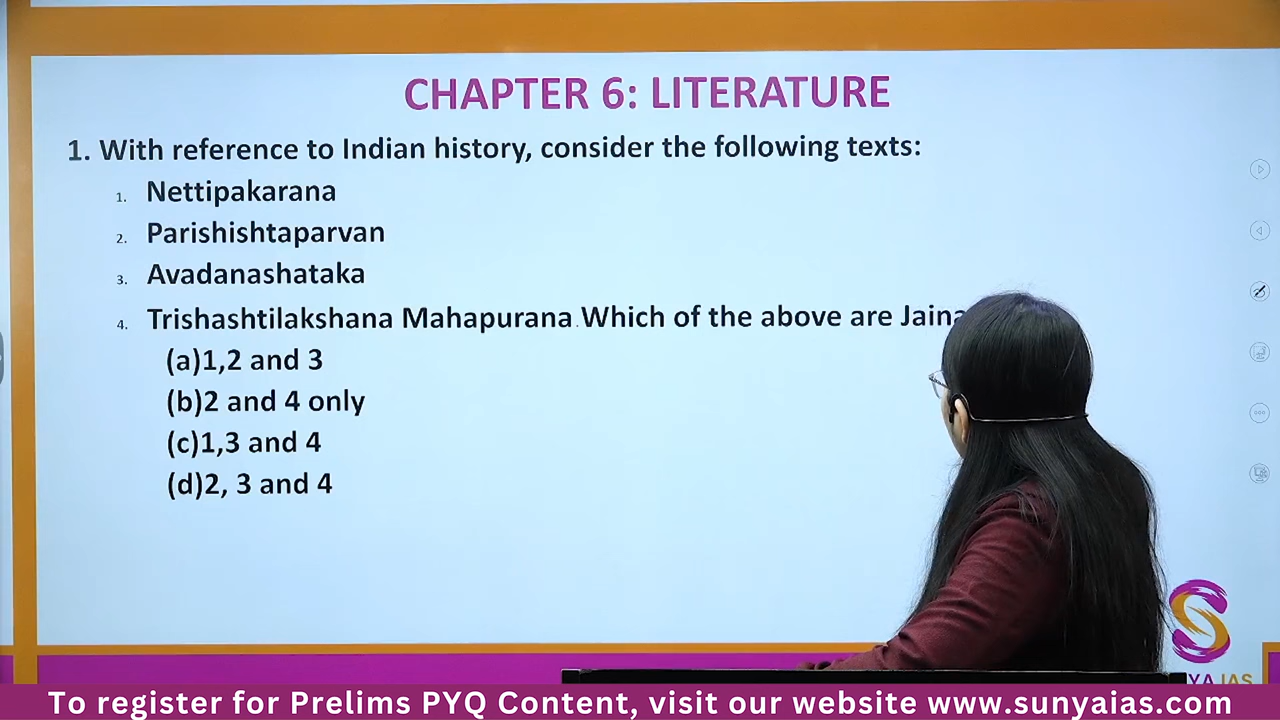 CHAPTER 6: LITERATURE
1. With reference to Indian history, consider the following texts:
1. Nettipakarana
2. Parishishtaparvan
3. Avadanashataka
4. Trishashtilakshana Mahapurana.Which of the above are Jaina
(a)1,2 and 3
(b)2 and 4 only
(c)1,3 and 4
(d)2, 3 and 4
YA IAS
To register for Prelims PYQ Content, visit our website www.sunyaias.com